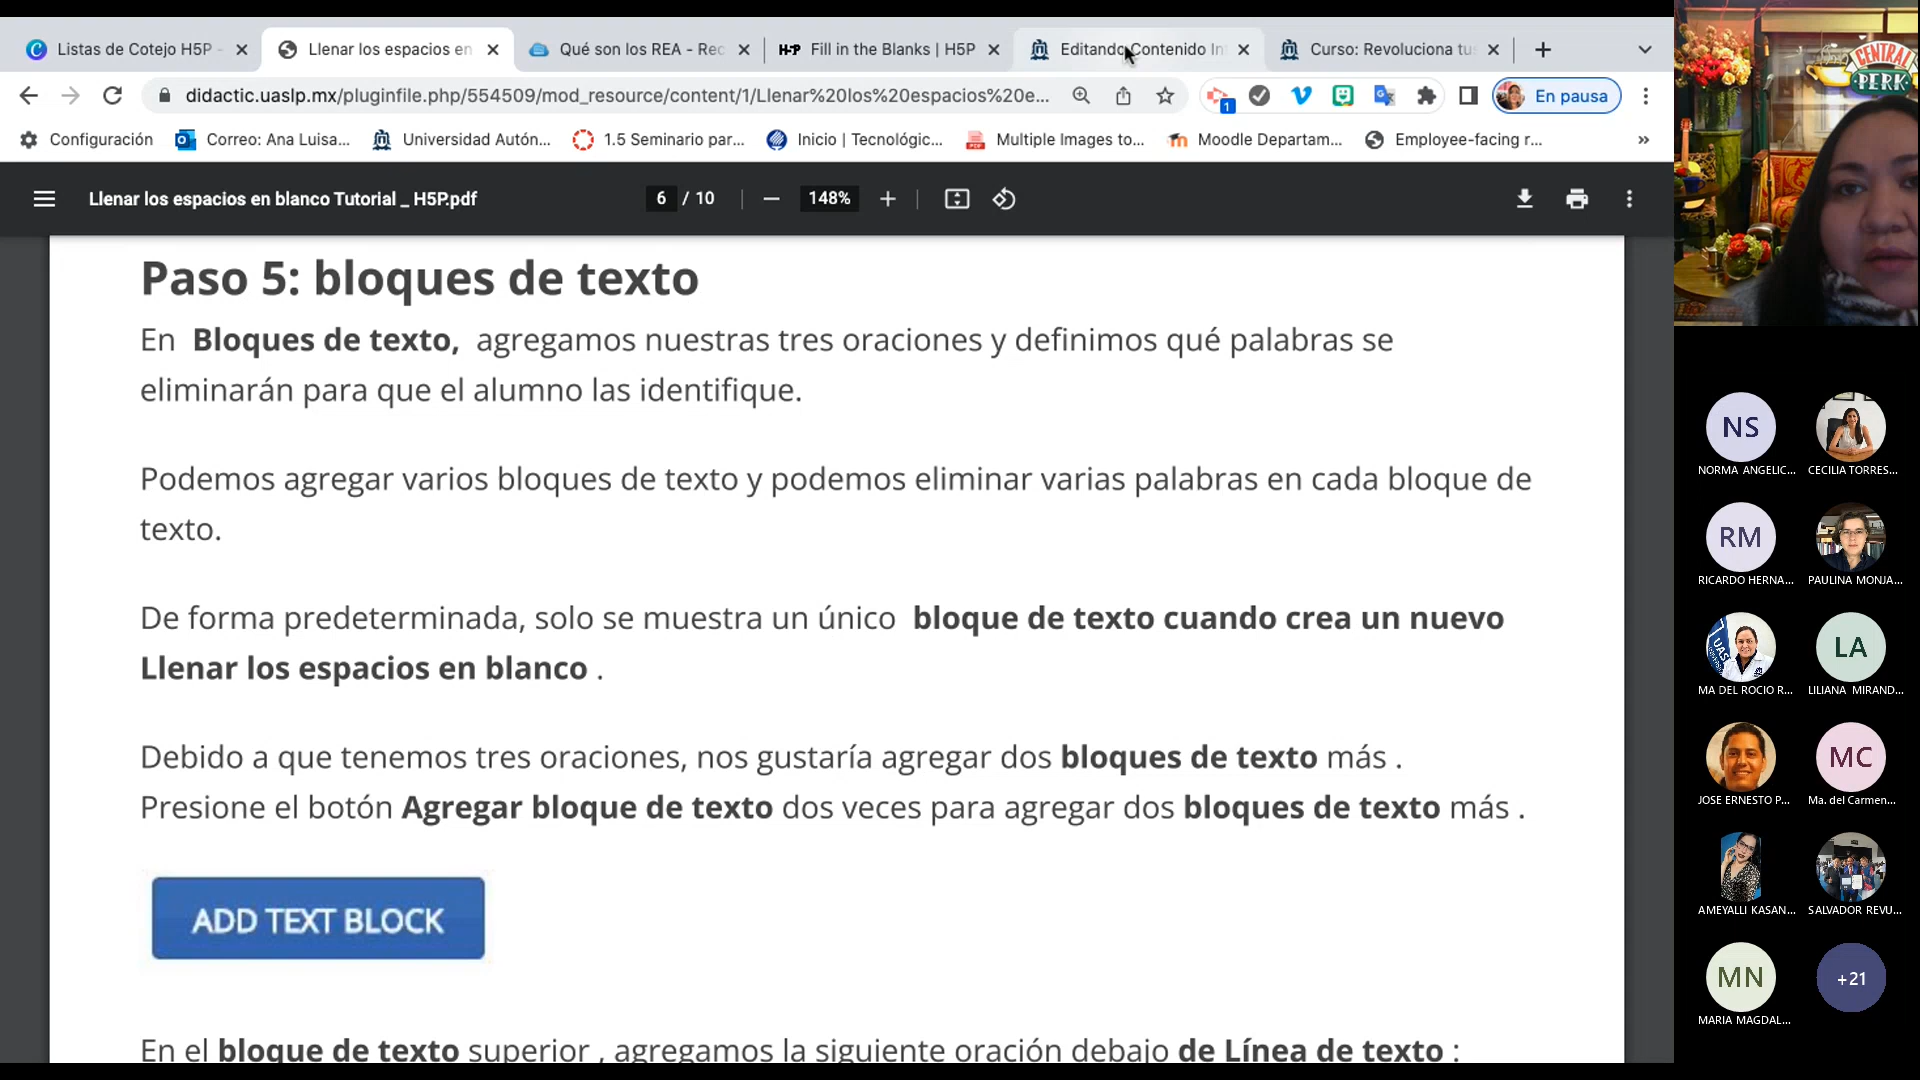 Listas de Cotejo H5P -
Llenar los espacios en
Qué son los REA - Rec
H-P Fill in the Blanks | H5P
Editando Contenido In
Curso: Revoluciona tus
didactic.uaslp.mx/pluginfile.php/554509/mod_resource/content/1/Llenar%20los%20espacios%20e...
1
En pausa
Configuración
Correo: Ana Luisa...
Universidad Autón...
1.5 Seminario par...
Inicio | Tecnológic...
Multiple Images to...
Moodle Departam...
Employee-facing r...
»
Llenar los espacios en blanco Tutorial _ H5P.pdf
6 / 10
148%
Paso 5: bloques de texto
En Bloques de texto, agregamos nuestras tres oraciones y definimos qué palabras se
eliminarán para que el alumno las identifique.
Podemos agregar varios bloques de texto y podemos eliminar varias palabras en cada bloque de
texto.
De forma predeterminada, solo se muestra un único bloque de texto cuando crea un nuevo
Llenar los espacios en blanco .
Debido a que tenemos tres oraciones, nos gustaría agregar dos bloques de texto más .
Presione el botón Agregar bloque de texto dos veces para agregar dos bloques de texto más .
ADD TEXT BLOCK
En el bloque de texto superior , agregamos la siguiente oración debajo de Línea de texto :
CENTRAL
PERK
NS
NORMA ANGELIC...
CECILIA TORRES...
RM
RICARDO HERNA...
PAULINA MONJA...
MA DEL ROCIO R...
LA
LILIANA MIRAND...
JOSE ERNESTO P...
MC
Ma. del Carmen...
AMEYALLI KASAN...
SALVADOR REVU...
MN
MARIA MAGDAL...
+21